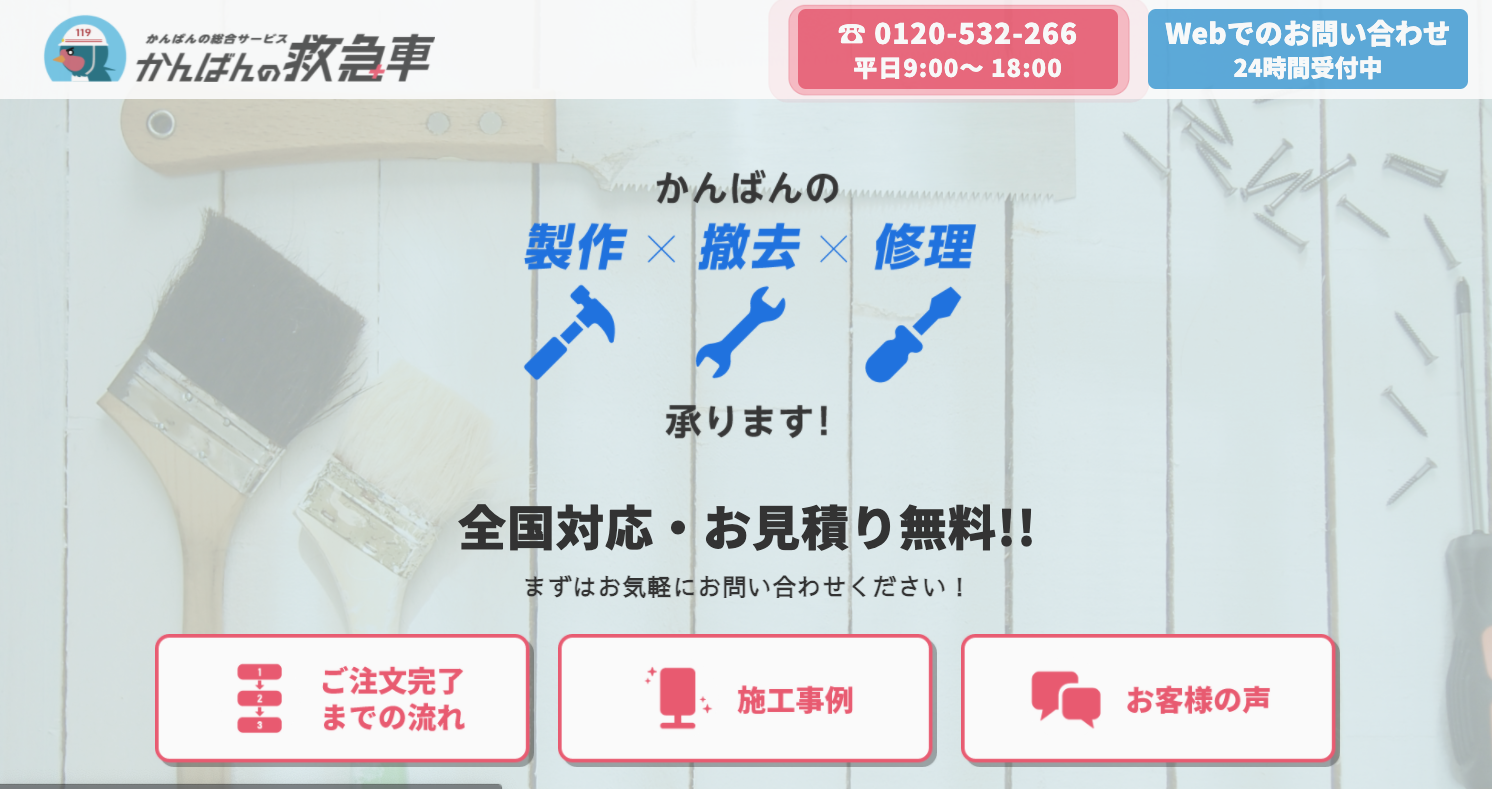 119
かんばんの総合サービス
かんばんの救急車
☎ 0120-532-266
平日9:00〜 18:00
Webでのお問い合わせ
24時間受付中
かんばんの
製作 × 撤去 × 修理
承ります!
全国対応・お見積り無料!!
まずはお気軽にお問い合わせください！
1
2
3
ご注文完了
までの流れ
施工事例
お客様の声